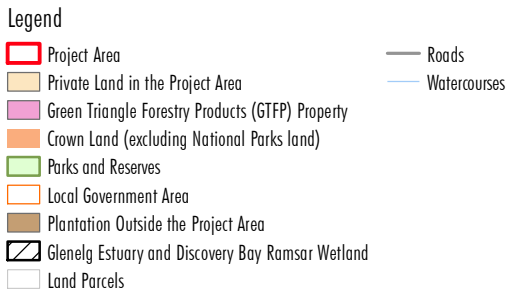 Legend
Project Area
Private Land in the Project Area
Green Triangle Forestry Products (GTFP) Property
Crown Land (excluding National Parks land)
Parks and Reserves
Local Government Area
Plantation Outside the Project Area
Glenelg Estuary and Discovery Bay Ramsar Wetland
Land Parcels
Roads
Watercourses